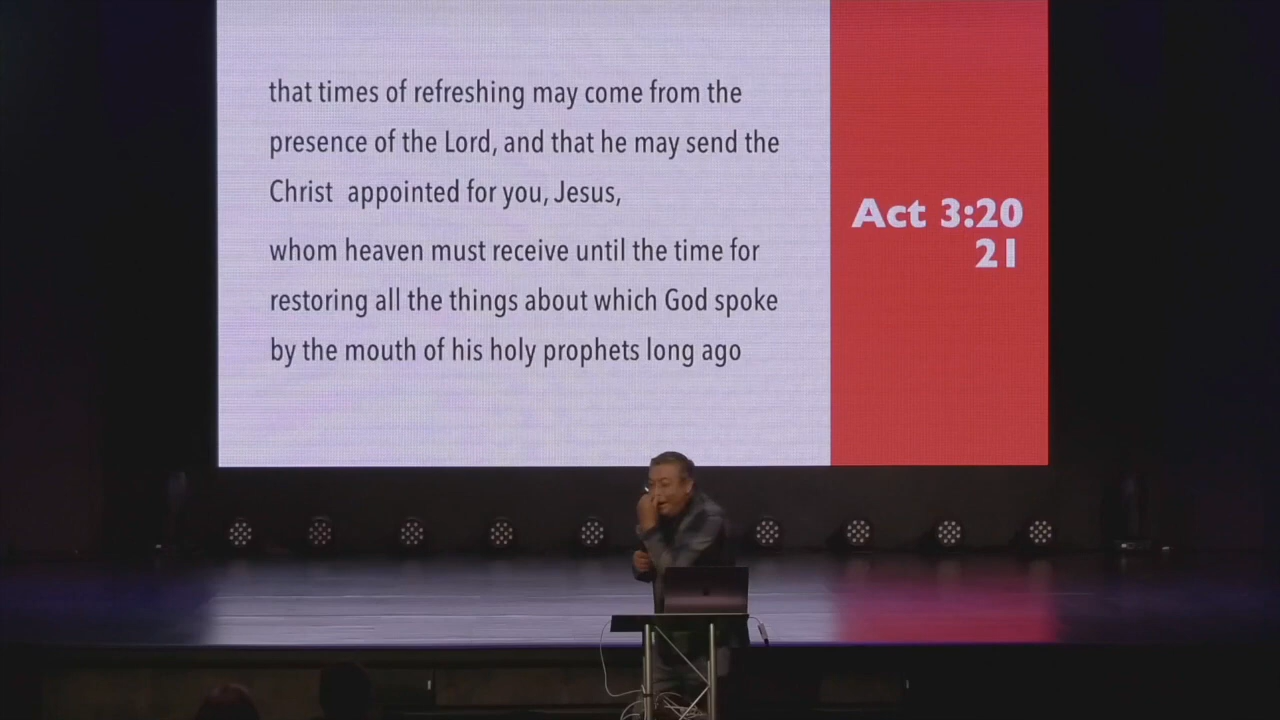 that times of refreshing may come from the
presence of the Lord, and that he may send the
Christ appointed for you, Jesus,
whom heaven must receive until the time for
restoring all the things about which God spoke
by the mouth of his holy prophets long ago
Act 3:20
21